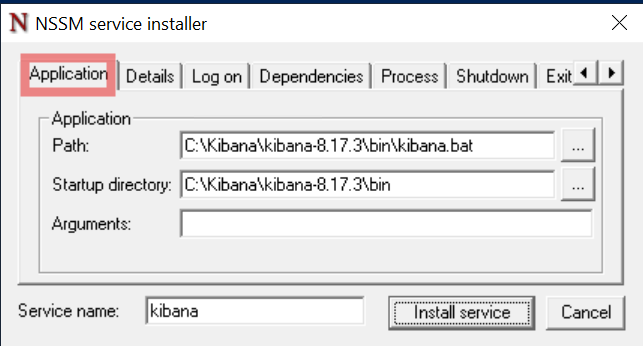 N NSSM service installer
Application Details Log on Dependencies Process Shutdown Exit
Application
Path: C:\Kibana\kibana-8.17.3\bin\kibana.bat ...
Startup directory: C:\Kibana\kibana-8.17.3\bin ...
Arguments:
Service name: kibana Install service Cancel